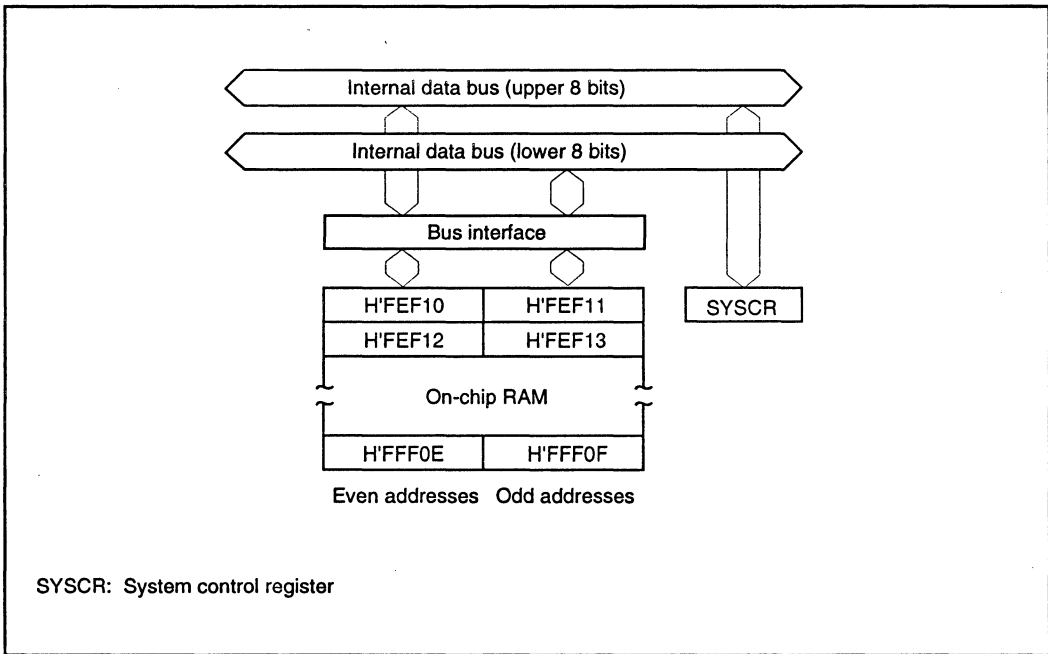 Internal data bus (upper 8 bits)
Internal data bus (lower 8 bits)
Bus interface
H'FEF10 H'FEF11 SYSCR
H'FEF12 H'FEF13
On-chip RAM
H'FFF0E H'FFF0F
Even addresses Odd addresses
SYSCR: System control register